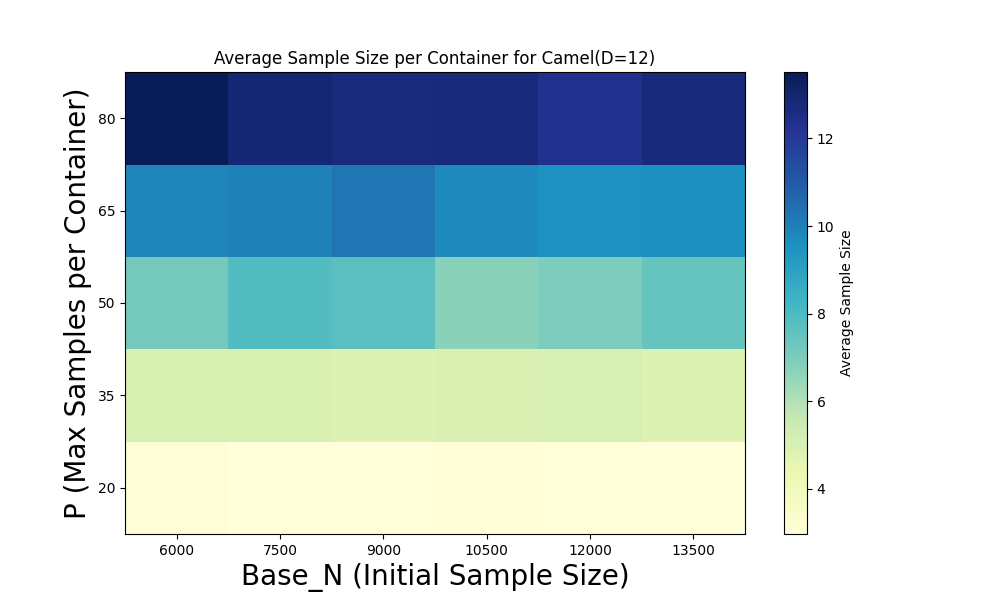 Average Sample Size per Container for Camel(D=12)
P (Max Samples per Container)
80
65
50
35
20
6000 7500 9000 10500 12000 13500
Base_N (Initial Sample Size)
12
10
8
6
4
Average Sample Size